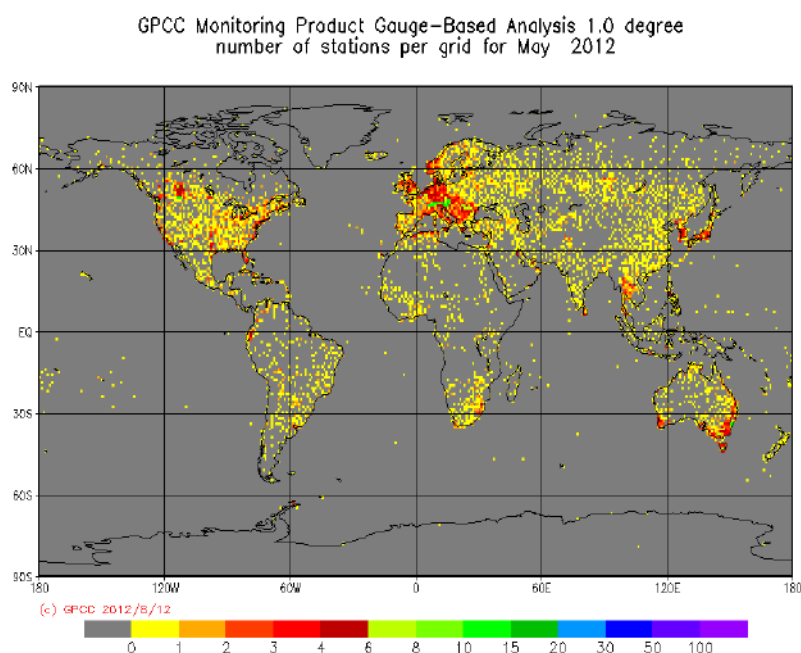 GPCC Monitoring Product Gauge-Based Analysis 1.0 degree
number of stations per grid for May 2012
90N
60N
30N
EQ
30S
60S
90S
180 120W 60W 0 60E 120E 180
(c) GPCC 2012/8/12
0 1 2 3 4 6 8 10 15 20 30 50 100